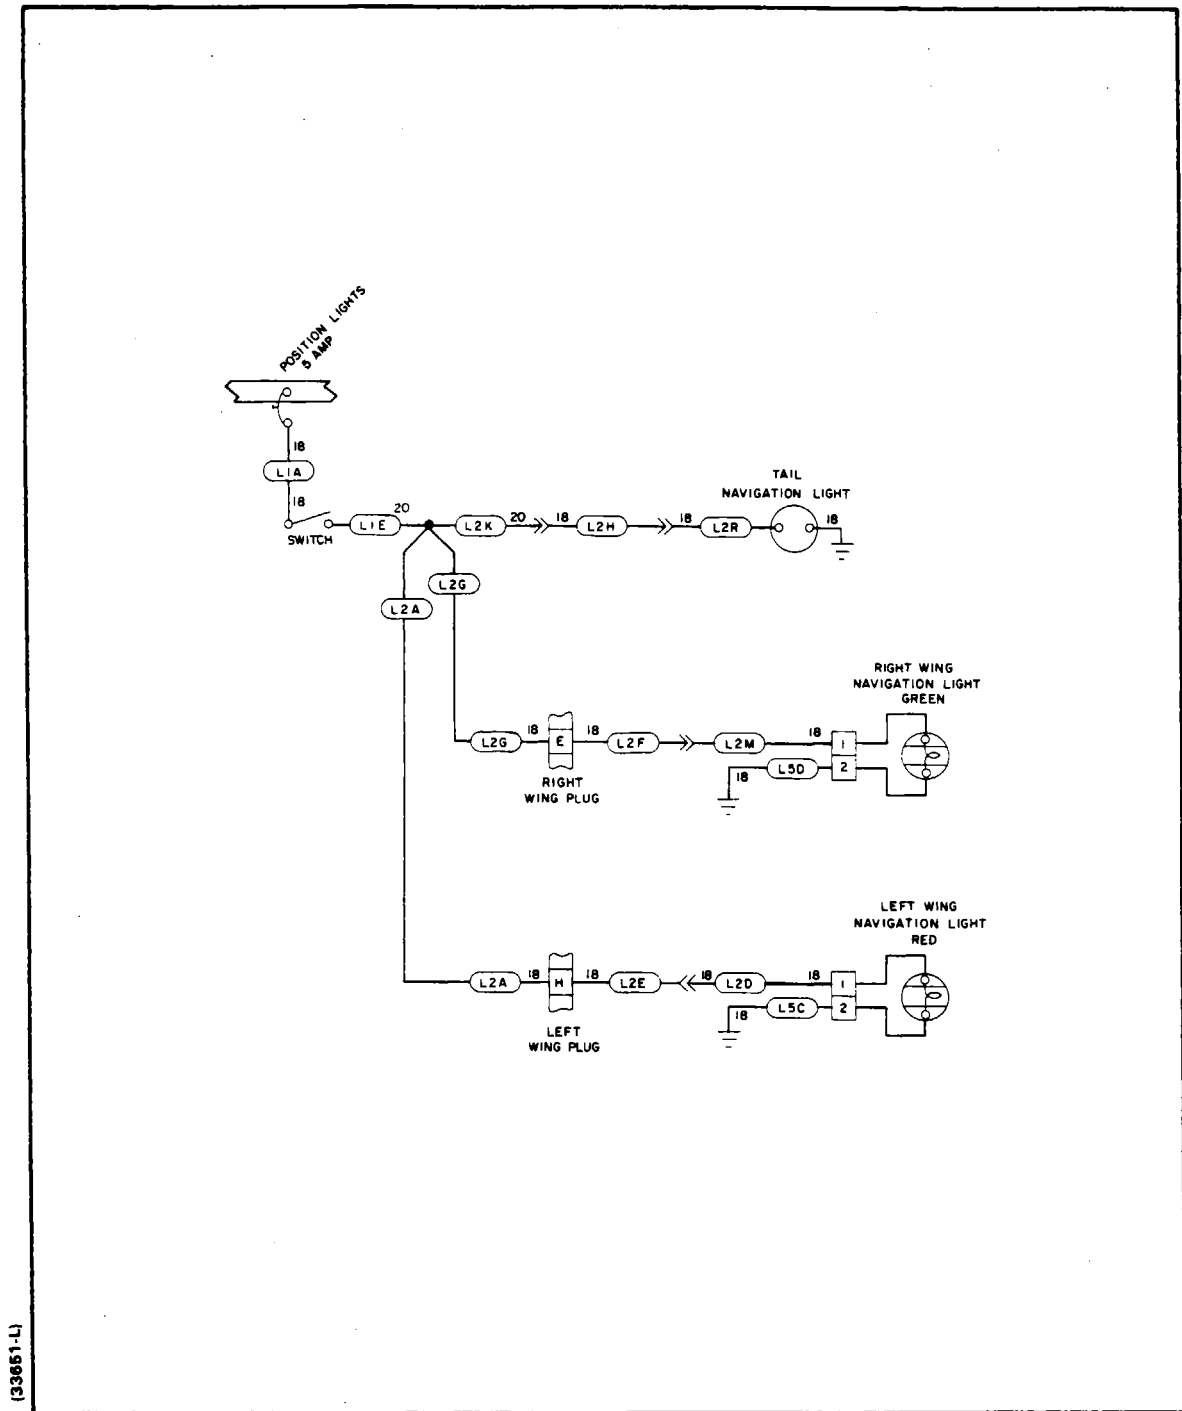 POSITION LIGHTS
5 AMP
18
L1A
18
SWITCH
L1E
20
L2K
20
18
L2H
18
L2R
TAIL
NAVIGATION LIGHT
18
L2G
L2A
RIGHT WING
NAVIGATION LIGHT
GREEN
L2G
18
E
18
L2F
L2M
18
1
RIGHT
WING PLUG
18
L5D
2
LEFT WING
NAVIGATION LIGHT
RED
L2A
18
H
18
L2E
18
L2D
18
1
LEFT
WING PLUG
18
L5C
2
(33651-L)